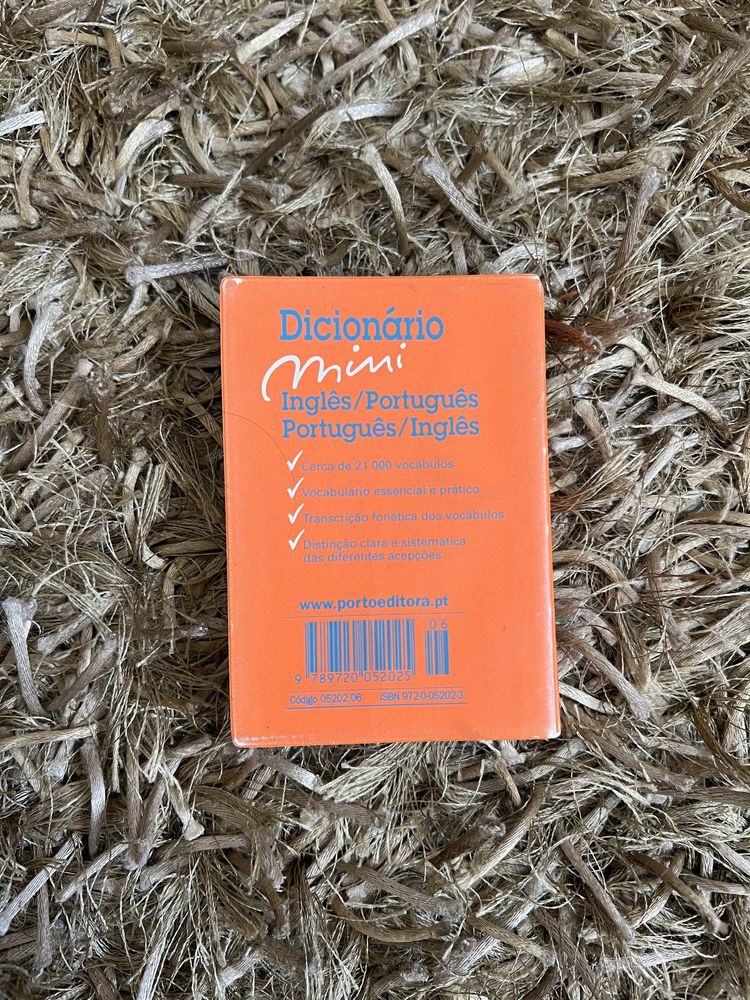 Dicionário
mini
Inglês/Português
Português/Inglês
Cerca de 21 000 vocábulos
Vocabulário essencial e prático
Transcrição fonética dos vocábulos
Distinção clara e sistemática
das diferentes acepções
www.portoeditora.pt
06
9 789720 052025
Código 05202.06 ISBN 972-0-05202-3